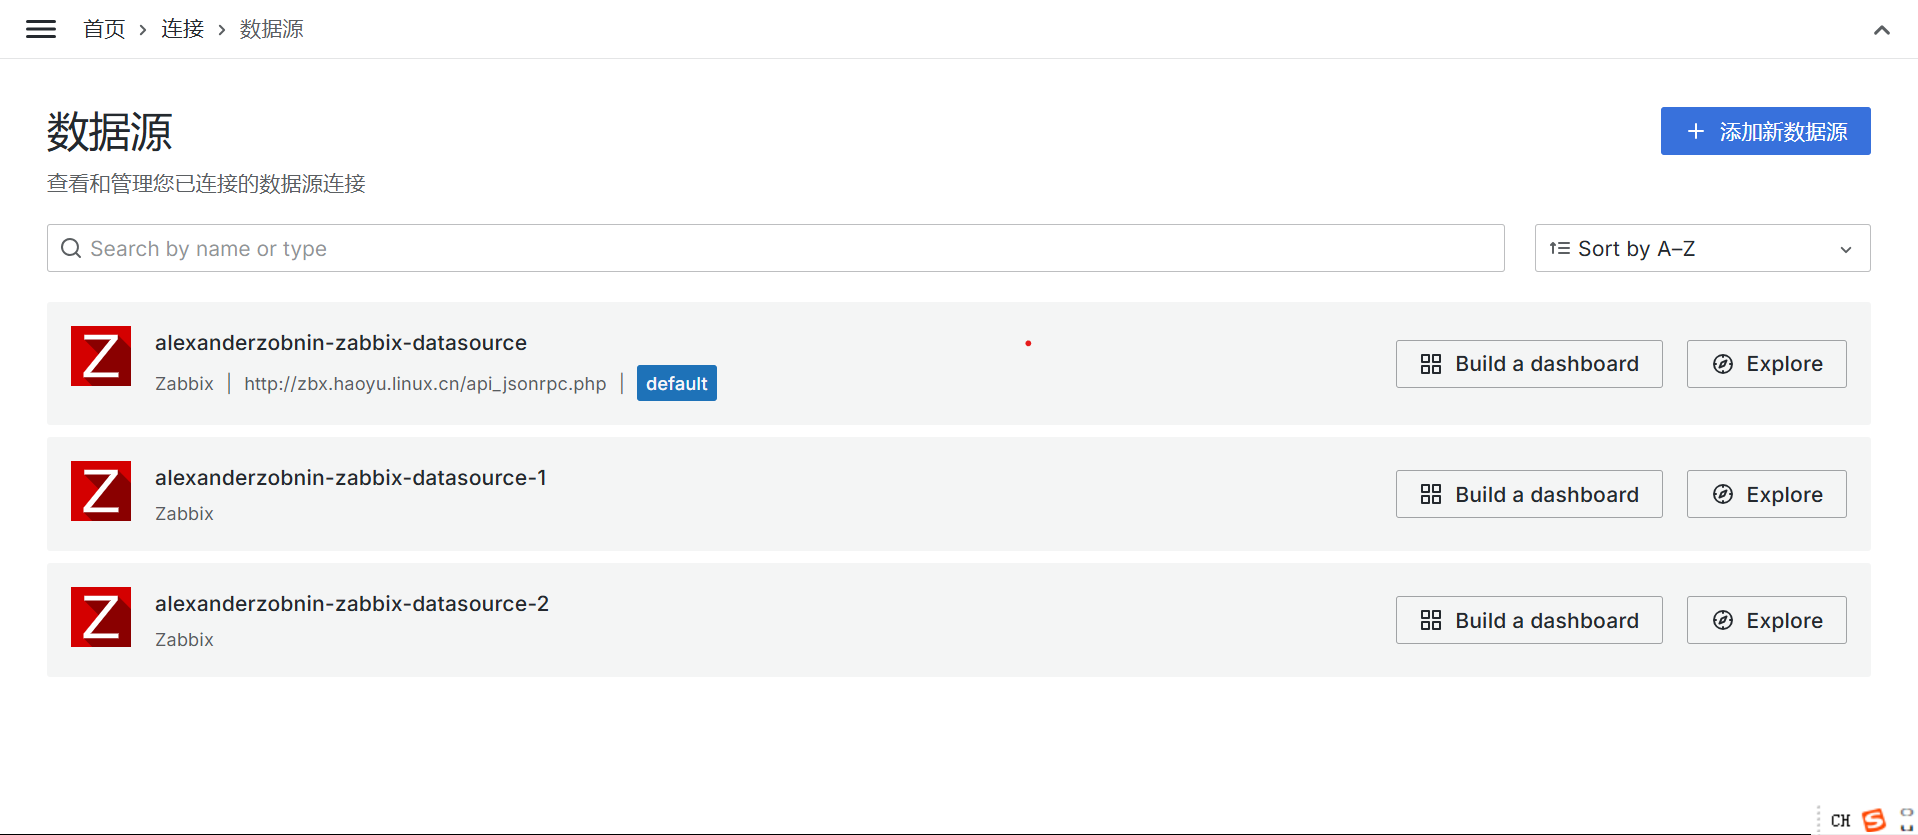 首页 › 连接 › 数据源
数据源
添加新数据源
查看和管理您已连接的数据源连接
Search by name or type
Sort by A–Z
alexanderzobnin-zabbix-datasource
Zabbix | http://zbx.haoyu.linux.cn/api_jsonrpc.php | default
Build a dashboard
Explore
alexanderzobnin-zabbix-datasource-1
Zabbix
Build a dashboard
Explore
alexanderzobnin-zabbix-datasource-2
Zabbix
Build a dashboard
Explore
CH